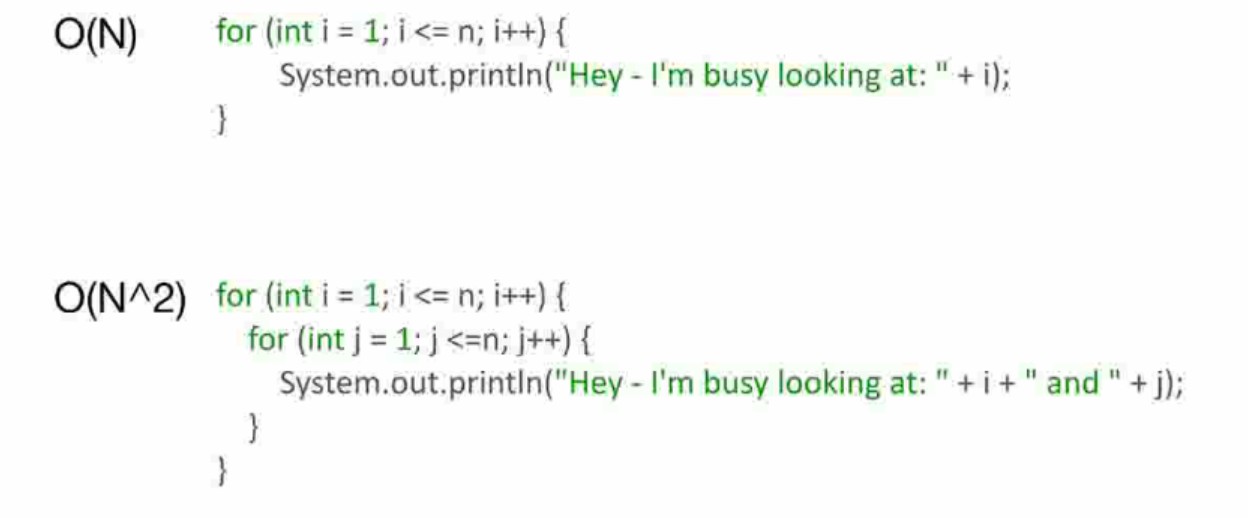 O(N) for (int i = 1; i <= n; i++) {
System.out.println("Hey - I'm busy looking at: " + i);
}
O(N^2) for (int i = 1; i <= n; i++) {
for (int j = 1; j <=n; j++) {
System.out.println("Hey - I'm busy looking at: " + i + " and " + j);
}
}